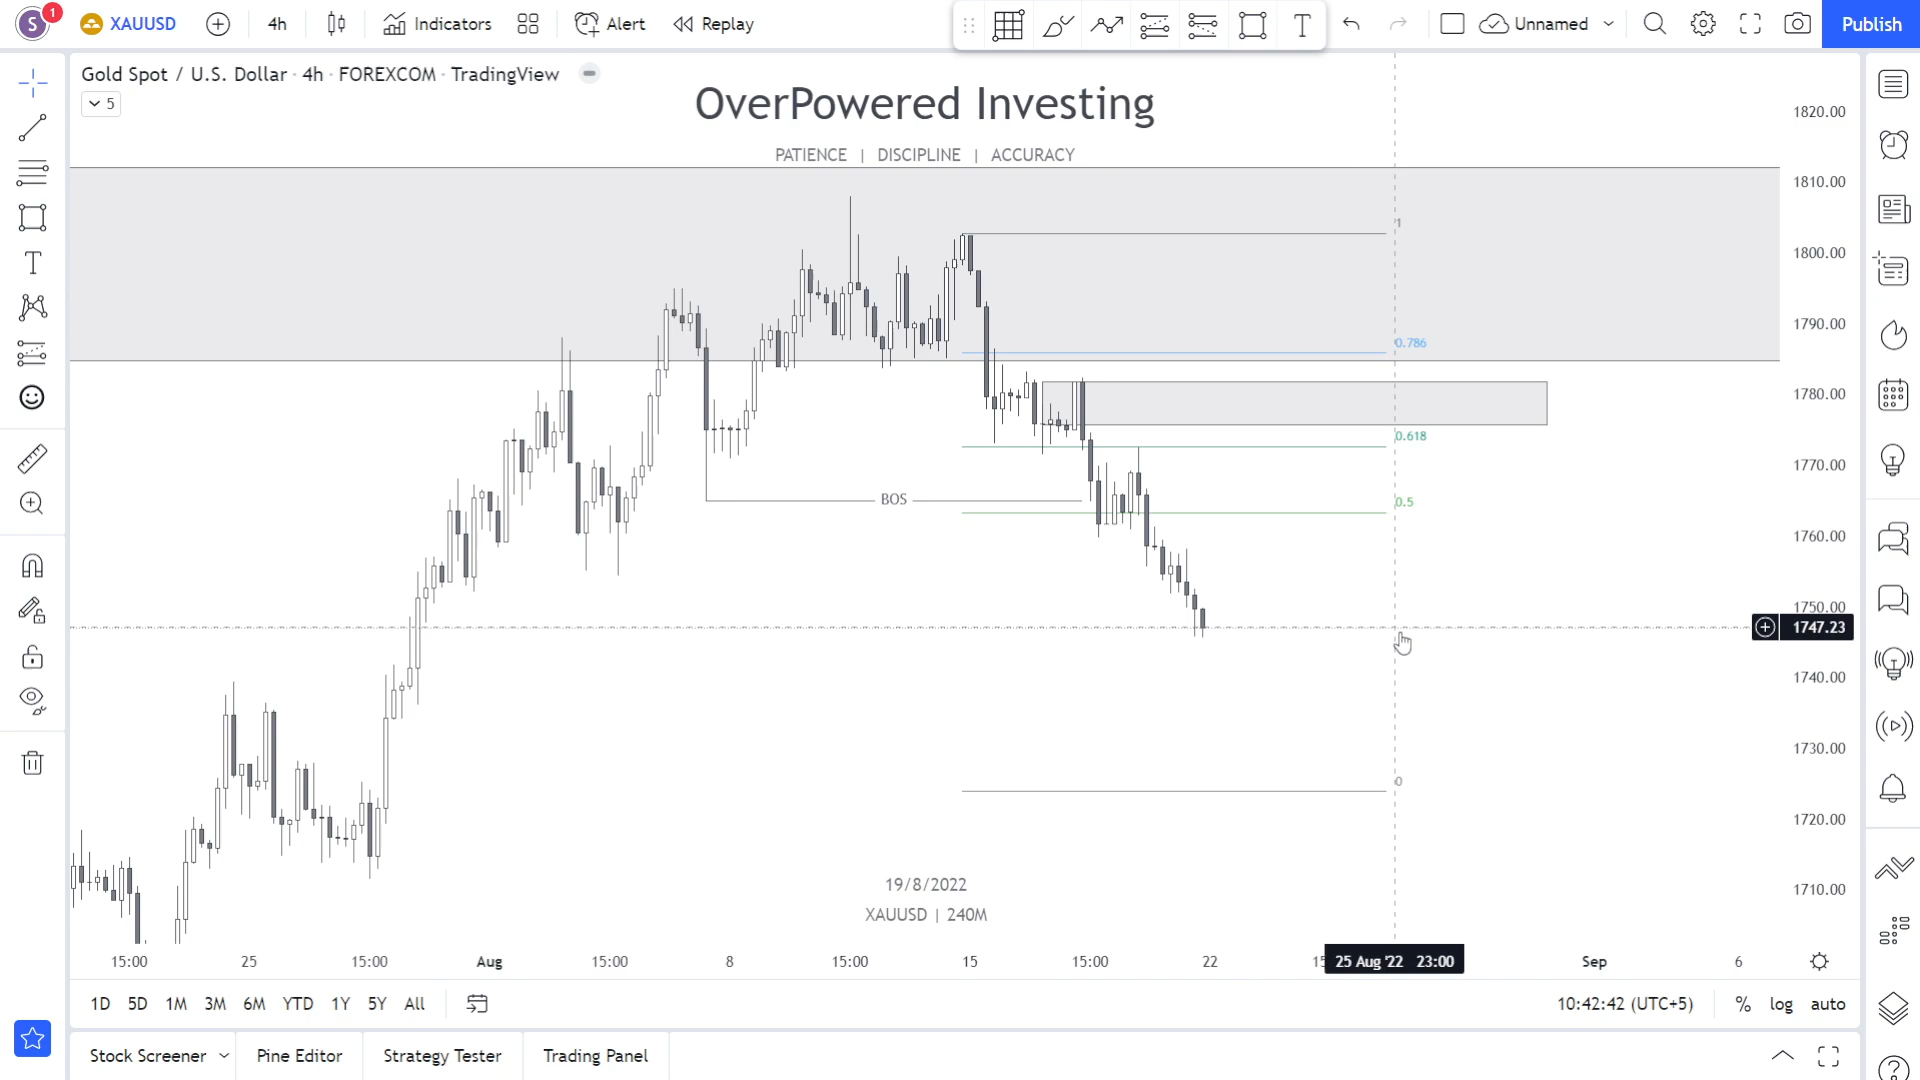 S 1 XAUUSD 4h Indicators Alert Replay Unnamed Publish
Gold Spot / U.S. Dollar · 4h · FOREXCOM · TradingView
5
OverPowered Investing
PATIENCE | DISCIPLINE | ACCURACY
1820.00
1810.00
1800.00
1790.00
1780.00
1770.00
1760.00
1750.00
1747.23
1740.00
1730.00
1720.00
1710.00
1
0.786
0.618
0.5
0
BOS
19/8/2022
XAUUSD | 240M
15:00 25 15:00 Aug 15:00 8 15:00 15 15:00 22 25 Aug '22 23:00 Sep 6
1D 5D 1M 3M 6M YTD 1Y 5Y All 10:42:42 (UTC+5) % log auto
Stock Screener Pine Editor Strategy Tester Trading Panel